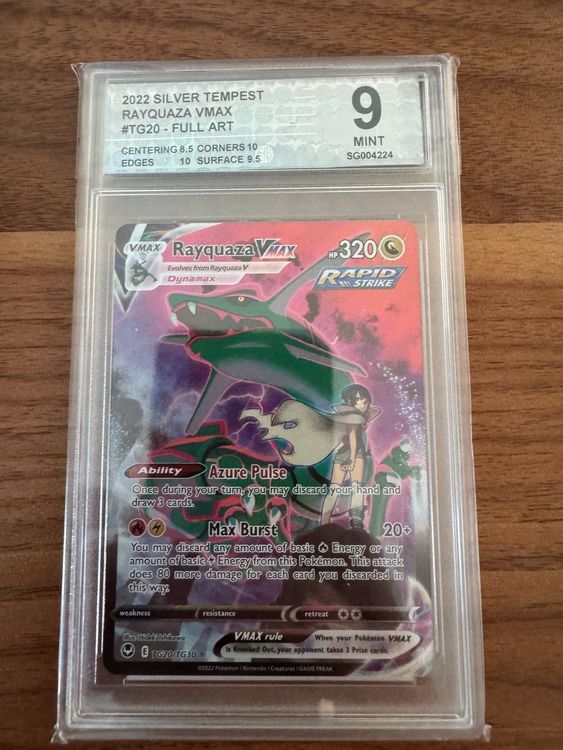 2022 SILVER TEMPEST
RAYQUAZA VMAX
#TG20 - FULL ART
CENTERING 8.5 CORNERS 10
EDGES 10 SURFACE 9.5
9
MINT
SG004224
VMAX Rayquaza VMAX HP 320
Evolves from Rayquaza V
Dynamax
RAPID
STRIKE
Ability Azure Pulse
Once during your turn, you may discard your hand and
draw 3 cards.
Max Burst 20+
You may discard any amount of basic Energy or any
amount of basic Energy from this Pokémon. This attack
does 80 more damage for each card you discarded in
this way.
weakness resistance retreat
Illus. Hideki Ishikawa
E TG20/TG30
VMAX rule When your Pokémon VMAX
is Knocked Out, your opponent takes 3 Prize cards.
©2022 Pokémon / Nintendo / Creatures / GAME FREAK